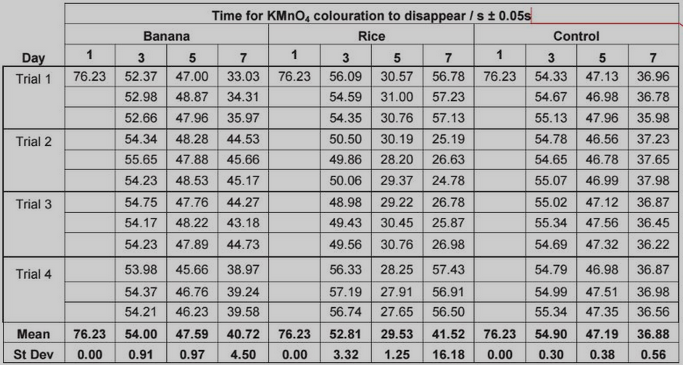 Time for KMnO₄ colouration to disappear / s ± 0.05s
Banana Rice Control
Day 1 3 5 7 1 3 5 7 1 3 5 7
Trial 1 76.23 52.37 47.00 33.03 76.23 56.09 30.57 56.78 76.23 54.33 47.13 36.96
52.98 48.87 34.31 54.59 31.00 57.23 54.67 46.98 36.78
52.66 47.96 35.97 54.35 30.76 57.13 55.13 47.96 35.98
Trial 2 54.34 48.28 44.53 50.50 30.19 25.19 54.78 46.56 37.23
55.65 47.88 45.66 49.86 28.20 26.63 54.65 46.78 37.65
54.23 48.53 45.17 50.06 29.37 24.78 55.07 46.99 37.98
Trial 3 54.75 47.76 44.27 48.98 29.22 26.78 55.02 47.12 36.87
54.17 48.22 43.18 49.43 30.45 25.87 55.34 47.56 36.45
54.23 47.89 44.73 49.56 30.76 26.98 54.69 47.32 36.22
Trial 4 53.98 45.66 38.97 56.33 28.25 57.43 54.79 46.98 36.87
54.37 46.76 39.24 57.19 27.91 56.91 54.99 47.51 36.98
54.21 46.23 39.58 56.74 27.65 56.50 55.34 47.35 36.56
Mean 76.23 54.00 47.59 40.72 76.23 52.81 29.53 41.52 76.23 54.90 47.19 36.88
St Dev 0.00 0.91 0.97 4.50 0.00 3.32 1.25 16.18 0.00 0.30 0.38 0.56